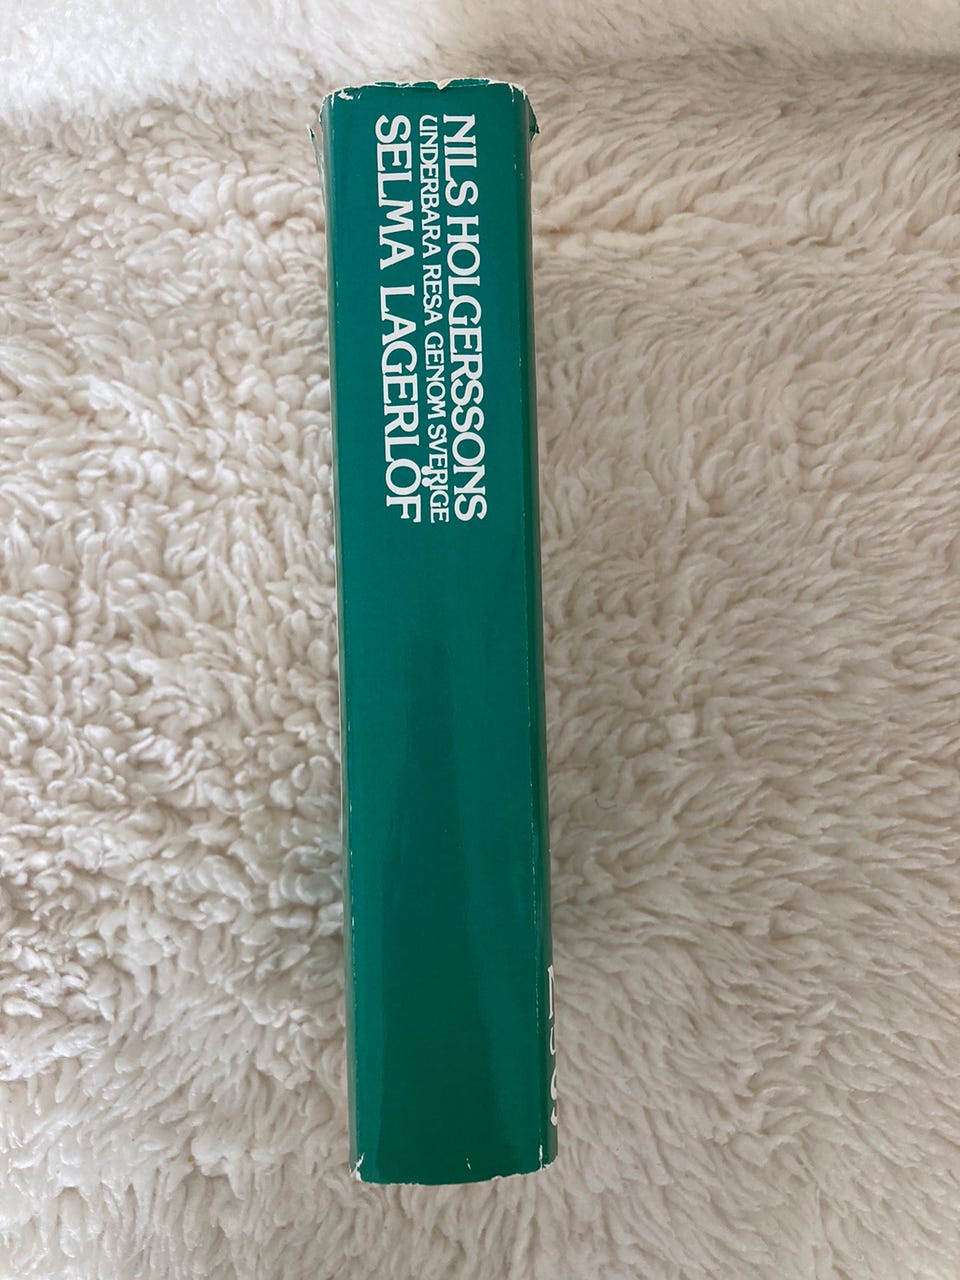 NILS HOLGERSSONS
UNDERBARA RESA GENOM SVERIGE
SELMA LAGERLÖF